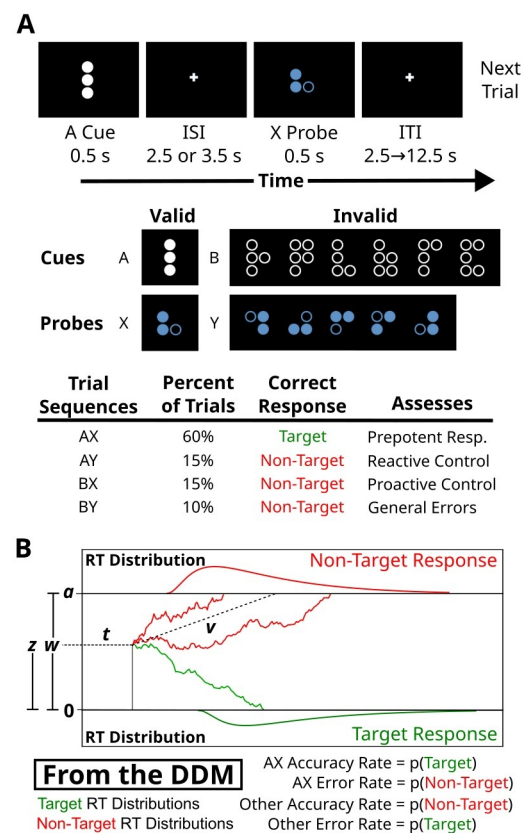 A
A Cue
0.5 s
ISI
2.5 or 3.5 s
X Probe
0.5 s
ITI
2.5→12.5 s
Next
Trial
Time
Valid Invalid
Cues A B
Probes X Y
Trial
Sequences
Percent
of Trials
Correct
Response
Assesses
AX 60% Target Prepotent Resp.
AY 15% Non-Target Reactive Control
BX 15% Non-Target Proactive Control
BY 10% Non-Target General Errors
B
RT Distribution Non-Target Response
a
t v
z w
0
RT Distribution Target Response
From the DDM
Target RT Distributions
Non-Target RT Distributions
AX Accuracy Rate = p(Target)
AX Error Rate = p(Non-Target)
Other Accuracy Rate = p(Non-Target)
Other Error Rate = p(Target)